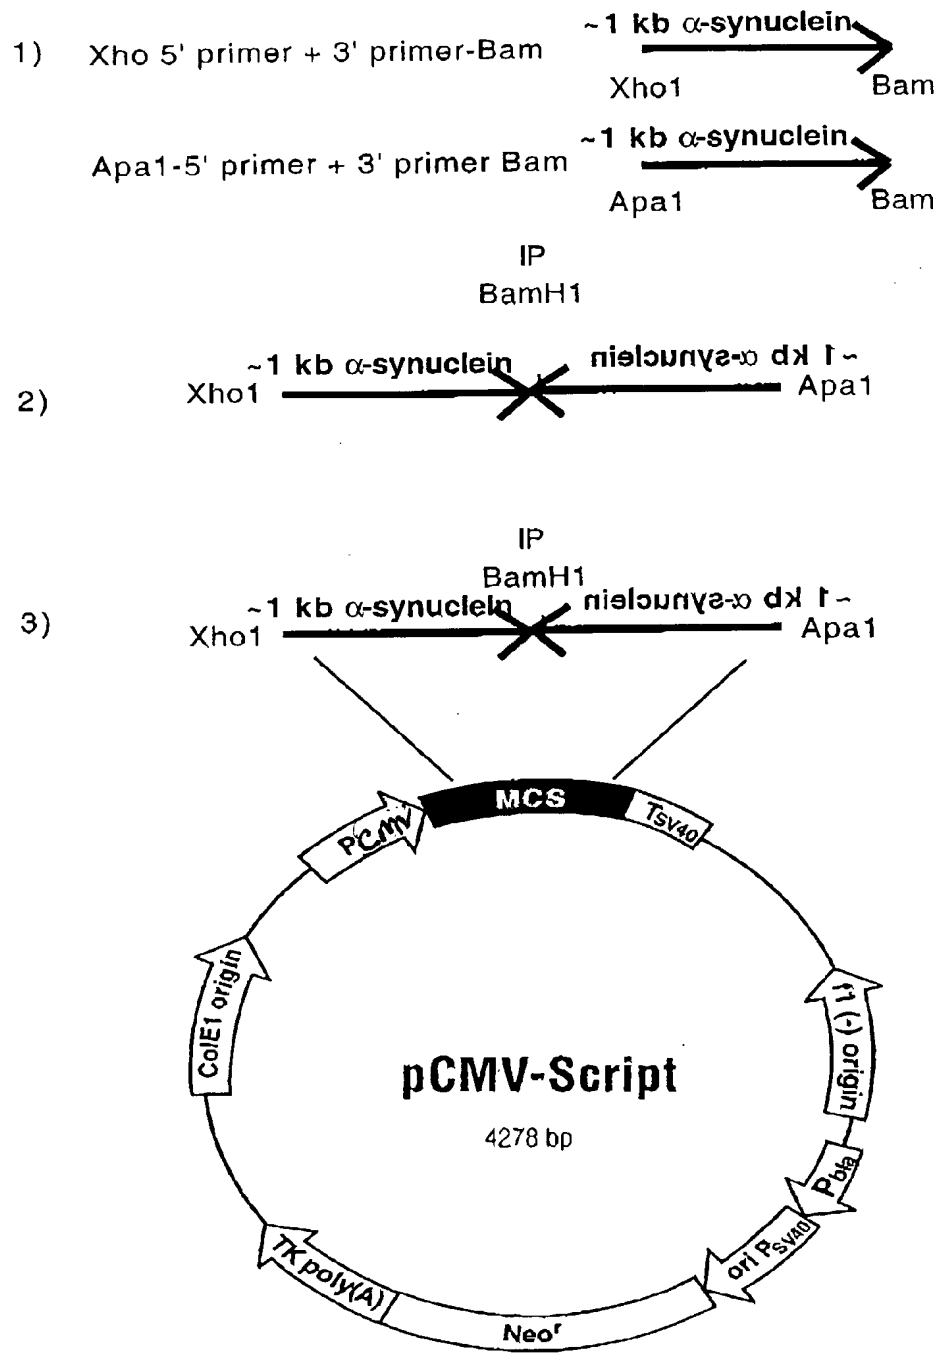 ~1 kb α-synuclein
1) Xho 5' primer + 3' primer-Bam
Xho1 Bam
~1 kb α-synuclein
Apa1-5' primer + 3' primer Bam
Apa1 Bam
IP
BamH1
~1 kb α-synuclein ~1 kb α-synuclein
2) Xho1 Apa1
IP
BamH1
~1 kb α-synuclein ~1 kb α-synuclein
3) Xho1 Apa1
MCS
P CMV
TSV40
ColE1 origin
f1 (-) origin
pCMV-Script
4278 bp
Pbla
ori PSV40
TK poly(A)
Neoʳ